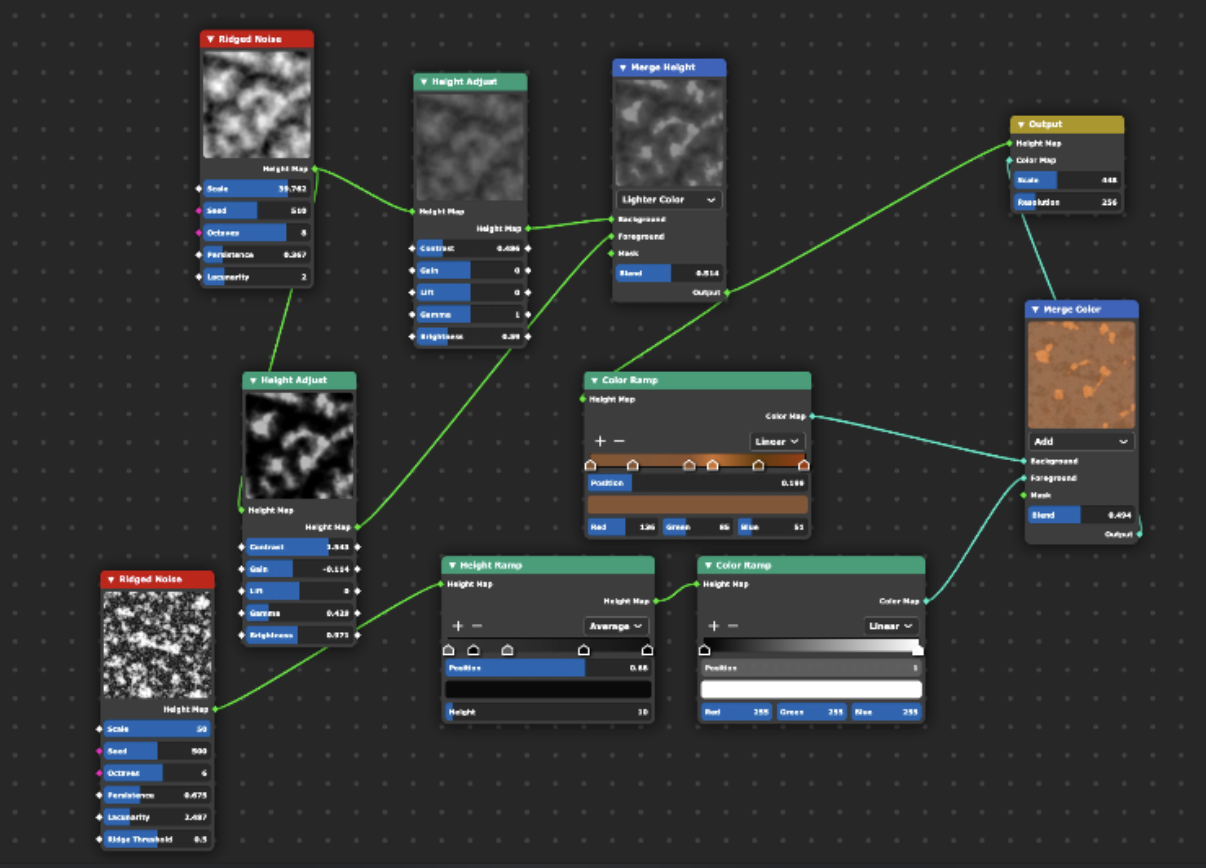 Ridged Noise
Height Map
Scale 39.762
Seed 510
Octaves 8
Persistence 0.367
Lacunarity 2
Height Adjust
Height Map
Height Map
Contrast 0.486
Gain 0
Lift 0
Gamma 1
Brightness 0.39
Merge Height
Lighter Color
Background
Foreground
Mask
Blend 0.514
Output
Output
Height Map
Color Map
Scale 448
Resolution 256
Height Adjust
Height Map
Height Map
Contrast 1.543
Gain -0.114
Lift 0
Gamma 0.429
Brightness 0.971
Color Ramp
Height Map
Color Map
Linear
Position 0.199
Red 136 Green 85 Blue 51
Merge Color
Add
Background
Foreground
Mask
Blend 0.494
Output
Ridged Noise
Height Map
Scale 50
Seed 500
Octaves 6
Persistence 0.675
Lacunarity 2.487
Ridge Threshold 0.5
Height Ramp
Height Map
Height Map
Average
Position 0.68
Height 10
Color Ramp
Height Map
Color Map
Linear
Position 1
Red 255 Green 255 Blue 255